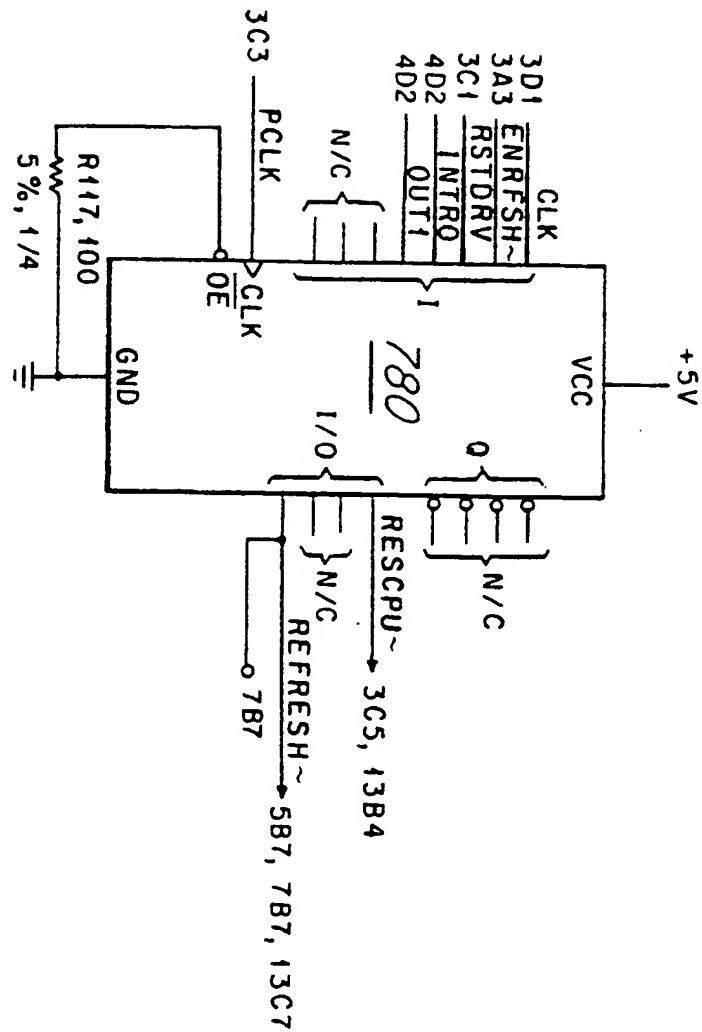 +5V
VCC
3D1 CLK
3A3 ENRFSH~
3C1 RSTDRV
4D2 INTRO
4D2 OUT1
I
N/C
3C3 PCLK
CLK
OE
R117, 100
5%, 1/4
GND
780
Q
N/C
I/O
RESCPU~
3C5, 13B4
N/C
REFRESH~
5B7, 7B7, 13C7
7B7